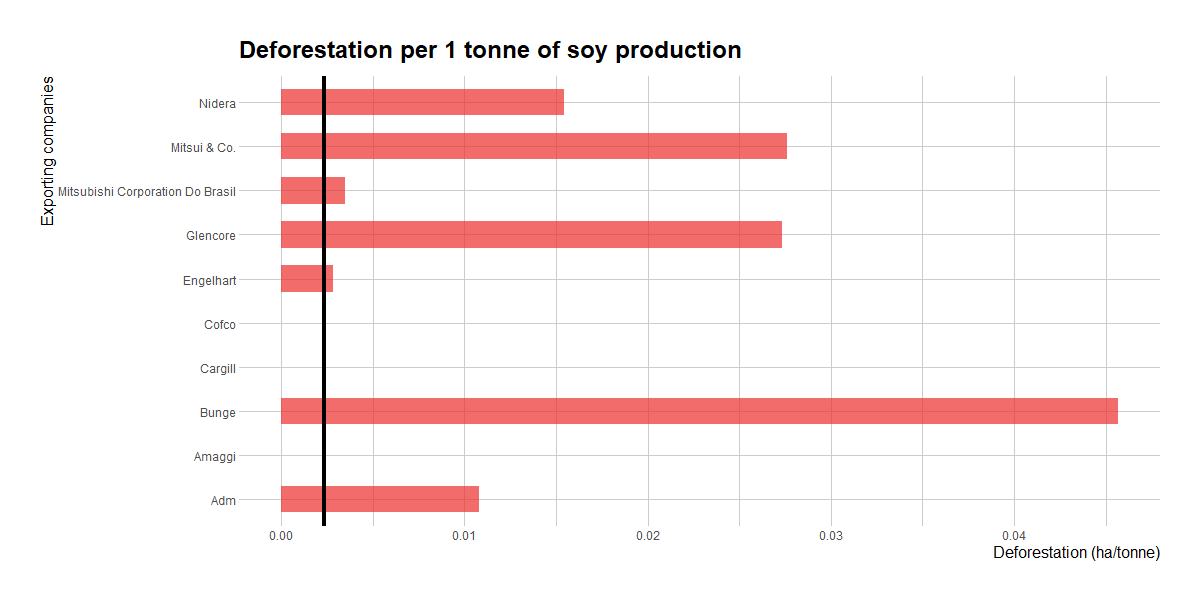 Deforestation per 1 tonne of soy production
Exporting companies
Nidera
Mitsui & Co.
Mitsubishi Corporation Do Brasil
Glencore
Engelhart
Cofco
Cargill
Bunge
Amaggi
Adm
0.00 0.01 0.02 0.03 0.04
Deforestation (ha/tonne)